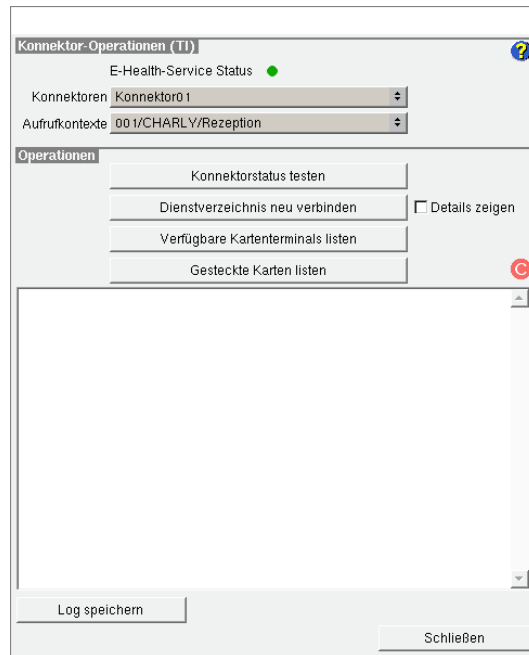 Konnektor-Operationen (TI)
?
E-Health-Service Status
Konnektoren Konnektor01
Aufrufkontexte 001/CHARLY/Rezeption
Operationen
Konnektorstatus testen
Dienstverzeichnis neu verbinden Details zeigen
Verfügbare Kartenterminals listen
Gesteckte Karten listen
C
Log speichern
Schließen